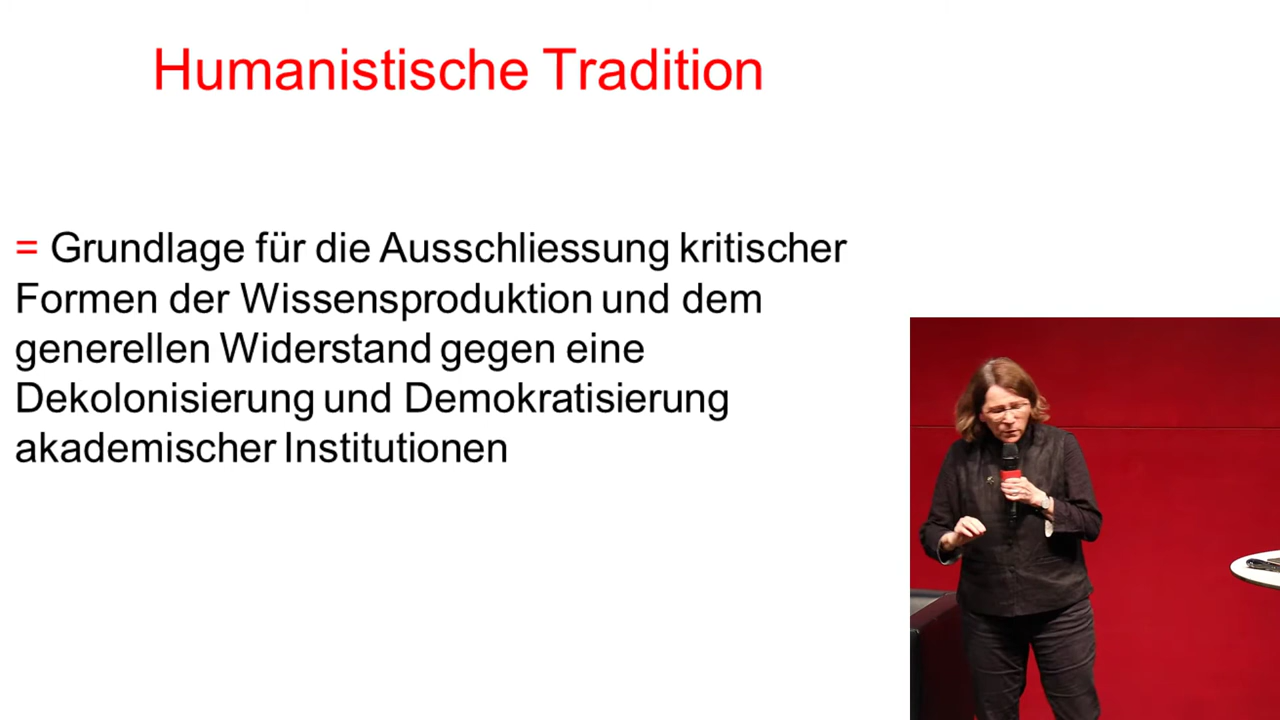 Humanistische Tradition
= Grundlage für die Ausschliessung kritischer
Formen der Wissensproduktion und dem
generellen Widerstand gegen eine
Dekolonisierung und Demokratisierung
akademischer Institutionen